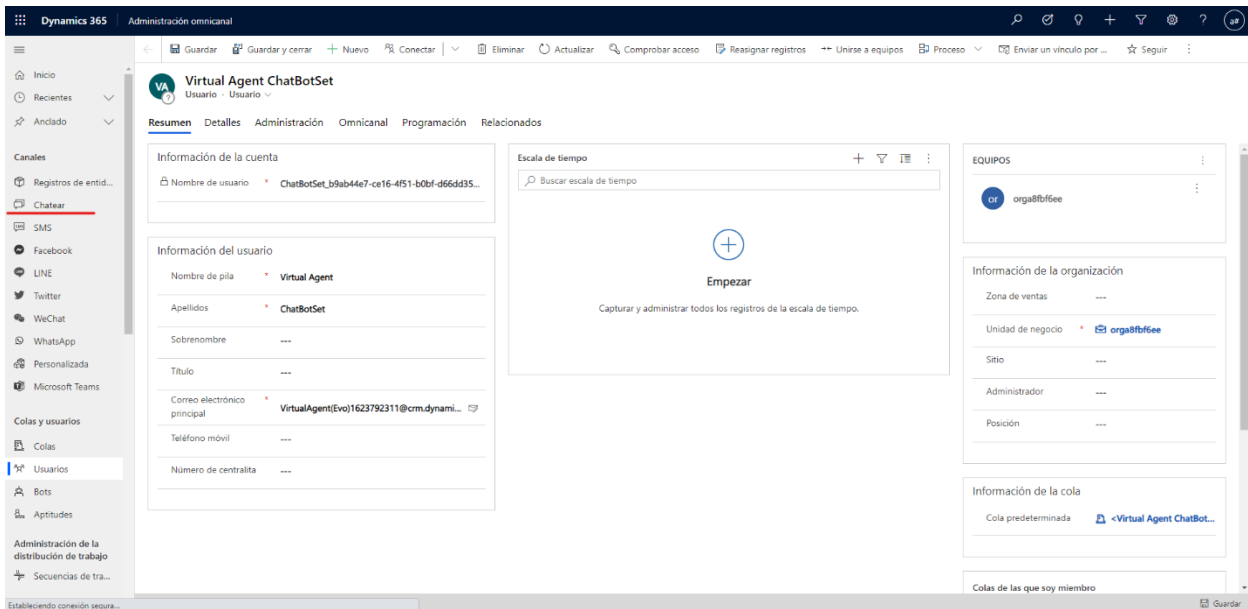 Dynamics 365 Administración omnicanal
a#
Guardar Guardar y cerrar Nuevo Conectar Eliminar Actualizar Comprobar acceso Reasignar registros Unirse a equipos Proceso Enviar un vínculo por ... Seguir
Inicio
Recientes
Anclado
Canales
Registros de entid...
Chatear
SMS
Facebook
LINE
Twitter
WeChat
WhatsApp
Personalizada
Microsoft Teams
Colas y usuarios
Colas
Usuarios
Bots
Aptitudes
Administración de la
distribución de trabajo
Secuencias de tra...
VA
Virtual Agent ChatBotSet
Usuario · Usuario
Resumen Detalles Administración Omnicanal Programación Relacionados
Información de la cuenta
Nombre de usuario * ChatBotSet_b9ab44e7-ce16-4f51-b0bf-d66dd35...
Información del usuario
Nombre de pila * Virtual Agent
Apellidos * ChatBotSet
Sobrenombre ---
Título ---
Correo electrónico
principal * VirtualAgent(Evo)1623792311@crm.dynami...
Teléfono móvil ---
Número de centralita ---
Escala de tiempo
Buscar escala de tiempo
Empezar
Capturar y administrar todos los registros de la escala de tiempo.
EQUIPOS
or orga8fbf6ee
Información de la organización
Zona de ventas ---
Unidad de negocio * orga8fbf6ee
Sitio ---
Administrador ---
Posición ---
Información de la cola
Cola predeterminada <Virtual Agent ChatBot...
Colas de las que soy miembro
Estableciendo conexión segura...
Guardar